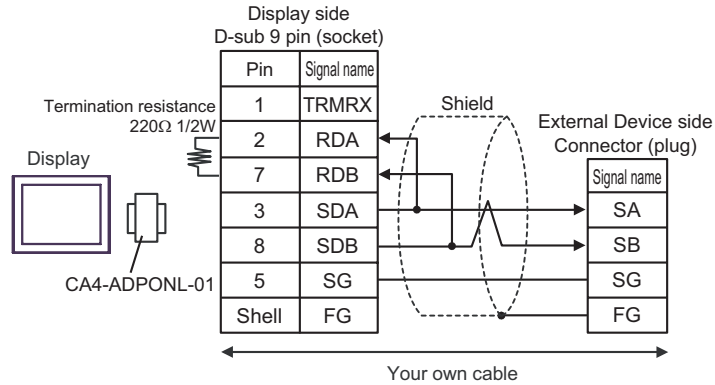 Display side
D-sub 9 pin (socket)
Pin Signal name
1 TRMRX
2 RDA
7 RDB
3 SDA
8 SDB
5 SG
Shell FG
Termination resistance
220Ω 1/2W
Display
CA4-ADPONL-01
Shield
External Device side
Connector (plug)
Signal name
SA
SB
SG
FG
Your own cable